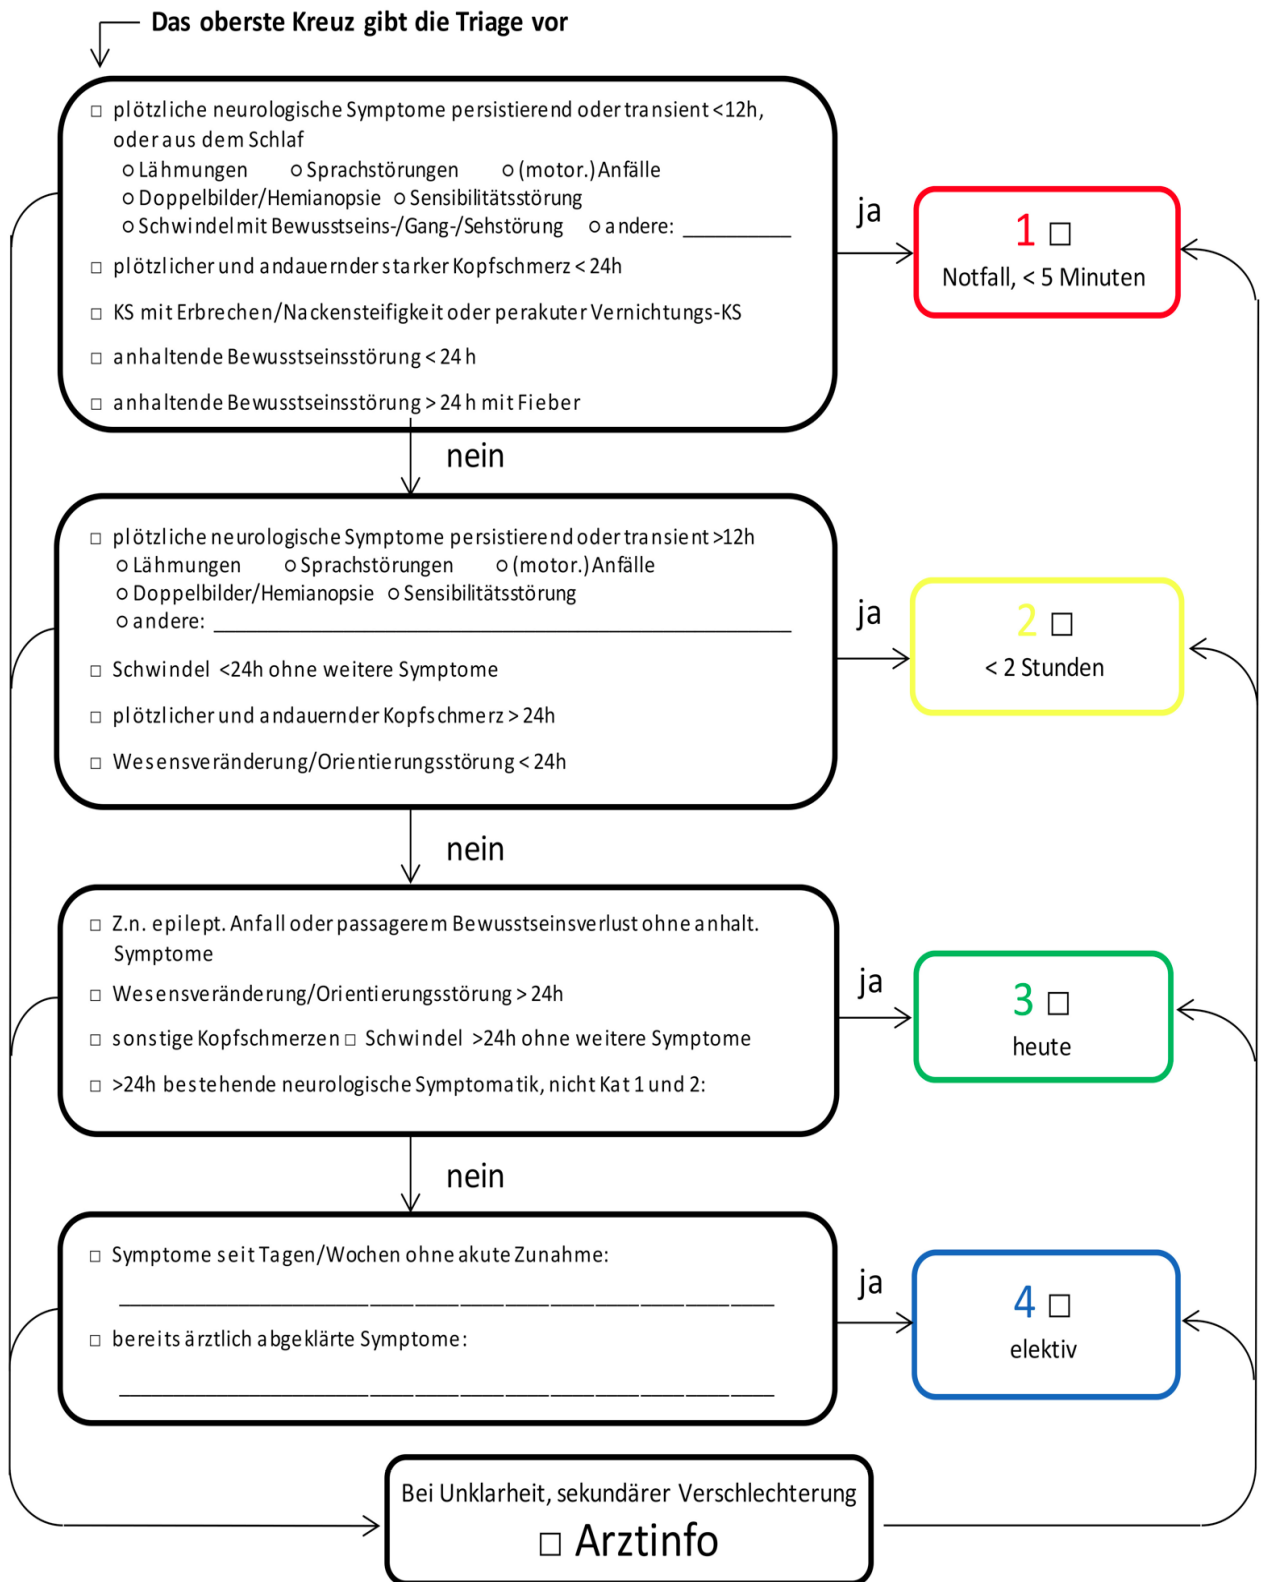 Das oberste Kreuz gibt die Triage vor
□ plötzliche neurologische Symptome persistierend oder transient <12h,
oder aus dem Schlaf
○ Lähmungen ○ Sprachstörungen ○ (motor.) Anfälle
○ Doppelbilder/Hemianopsie ○ Sensibilitätsstörung
○ Schwindel mit Bewusstseins-/Gang-/Sehstörung ○ andere: __________
□ plötzlicher und andauernder starker Kopfschmerz < 24h
□ KS mit Erbrechen/Nackensteifigkeit oder perakuter Vernichtungs-KS
□ anhaltende Bewusstseinsstörung < 24 h
□ anhaltende Bewusstseinsstörung > 24 h mit Fieber
ja
1 □
Notfall, < 5 Minuten
nein
□ plötzliche neurologische Symptome persistierend oder transient >12h
○ Lähmungen ○ Sprachstörungen ○ (motor.) Anfälle
○ Doppelbilder/Hemianopsie ○ Sensibilitätsstörung
○ andere: __________
□ Schwindel <24h ohne weitere Symptome
□ plötzlicher und andauernder Kopfschmerz > 24h
□ Wesensveränderung/Orientierungsstörung < 24h
ja
2 □
< 2 Stunden
nein
□ Z.n. epilept. Anfall oder passagerem Bewusstseinsverlust ohne anhalt.
Symptome
□ Wesensveränderung/Orientierungsstörung > 24h
□ sonstige Kopfschmerzen □ Schwindel >24h ohne weitere Symptome
□ >24h bestehende neurologische Symptomatik, nicht Kat 1 und 2:
ja
3 □
heute
nein
□ Symptome seit Tagen/Wochen ohne akute Zunahme:
□ bereits ärztlich abgeklärte Symptome:
ja
4 □
elektiv
Bei Unklarheit, sekundärer Verschlechterung
□ Arztinfo